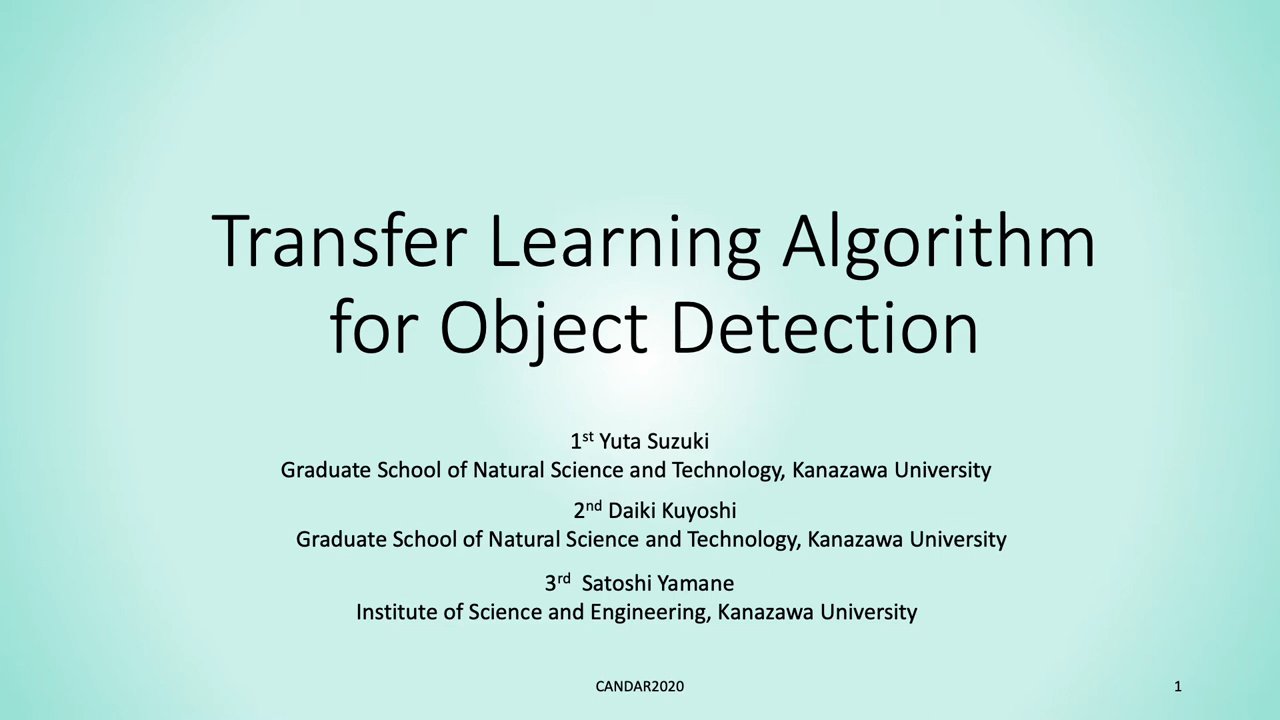 Transfer Learning Algorithm
for Object Detection
1st Yuta Suzuki
Graduate School of Natural Science and Technology, Kanazawa University
2nd Daiki Kuyoshi
Graduate School of Natural Science and Technology, Kanazawa University
3rd Satoshi Yamane
Institute of Science and Engineering, Kanazawa University
CANDAR2020
1